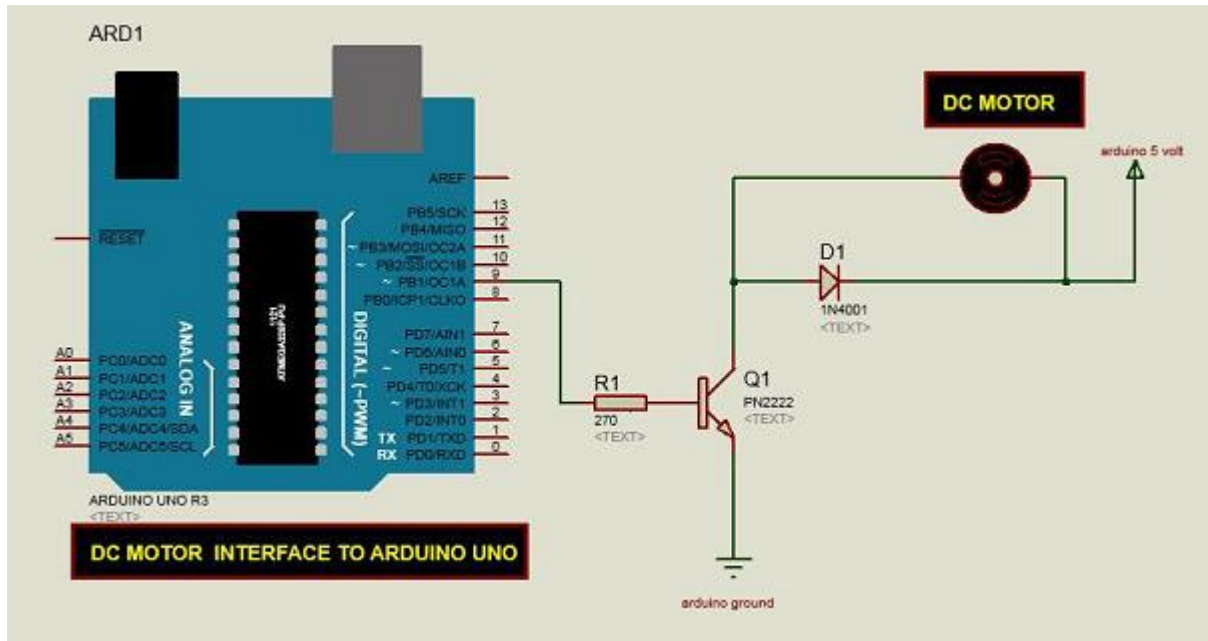 ARD1
DC MOTOR
arduino 5 volt
AREF
RESET
PB5/SCK 13
PB4/MISO 12
~ PB3/MOSI/OC2A 11
~ PB2/SS/OC1B 10
~ PB1/OC1A 9
PB0/ICP1/CLKO 8
PD7/AIN1 7
~ PD6/AIN0 6
~ PD5/T1 5
PD4/T0/XCK 4
~ PD3/INT1 3
PD2/INT0 2
TX PD1/TXD 1
RX PD0/RXD 0
DIGITAL (~PWM)
ANALOG IN
A0 PC0/ADC0
A1 PC1/ADC1
A2 PC2/ADC2
A3 PC3/ADC3
A4 PC4/ADC4/SDA
A5 PC5/ADC5/SCL
D1
1N4001
<TEXT>
R1
270
<TEXT>
Q1
PN2222
<TEXT>
ARDUINO UNO R3
<TEXT>
DC MOTOR INTERFACE TO ARDUINO UNO
arduino ground